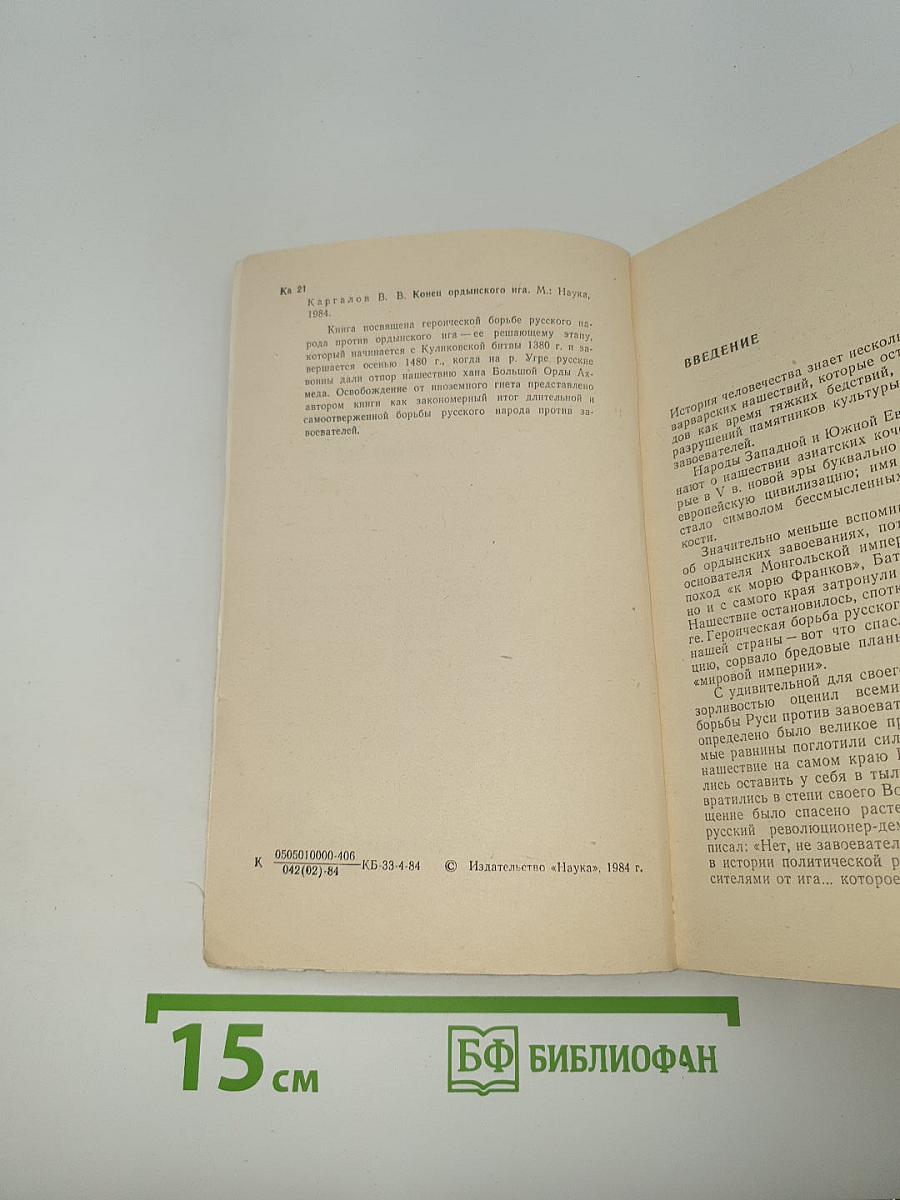 Ка 21
Каргалов В. В. Конец ордынского ига. М.: Наука,
1984.
Книга посвящена героической борьбе русского на-
рода против ордынского ига — ее решающему этапу,
который начинается с Куликовской битвы 1380 г. и за-
вершается осенью 1480 г., когда на р. Угре русские
воины дали отпор нашествию хана Большой Орды Ах-
меда. Освобождение от иноземного гнета представлено
автором книги как закономерный итог длительной и
самоотверженной борьбы русского народа против за-
воевателей.
К 0505010000-406
042(02)-84
КБ-33-4-84 © Издательство «Наука», 1984 г.
ВВЕДЕНИЕ
История человечества знает несколь
варварских нашествий, которые ост
дов как время тяжких бедствий,
разрушений памятников культуры
завоевателей.
Народы Западной и Южной Ев
нают о нашествии азиатских коч
рые в V в. новой эры буквально
европейскую цивилизацию; имя
стало символом бессмысленных
кости.
Значительно меньше вспомин
об ордынских завоеваниях, пот
основателя Монгольской импер
поход «к морю Франков», Бат
но и с самого края затронули
Нашествие остановилось, спотк
ге. Героическая борьба русског
нашей страны — вот что спас
цию, сорвало бредовые план
«мировой империи».
С удивительной для своег
зорливостью оценил всеми
борьбы Руси против завоеват
определено было великое пр
мые равнины поглотили сил
нашествие на самом краю
лись оставить у себя в тыл
вратились в степи своего Во
щение было спасено расте
русский революционер-дем
писал: «Нет, не завоевател
в истории политической р
сителями от ига... которое
15 см
БФ БИБЛИОФАН